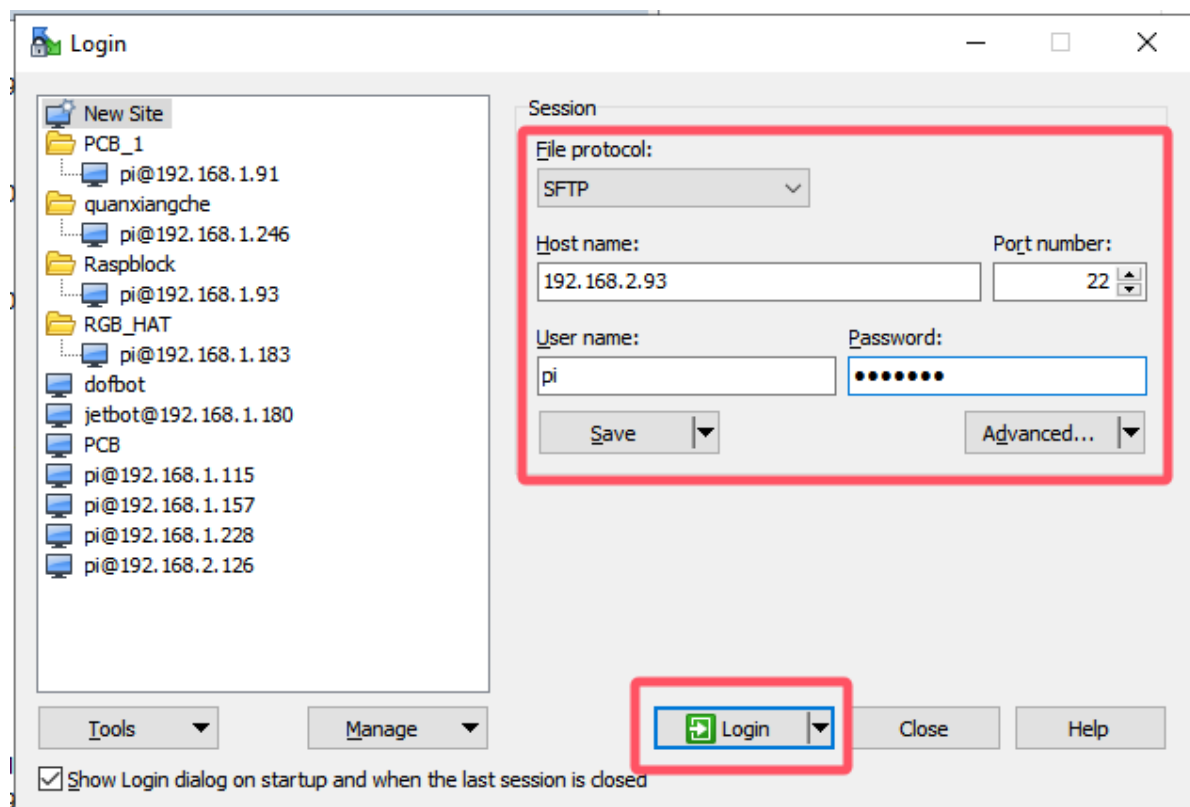 Login
New Site
PCB_1
pi@192.168.1.91
quanxiangche
pi@192.168.1.246
Raspblock
pi@192.168.1.93
RGB_HAT
pi@192.168.1.183
dofbot
jetbot@192.168.1.180
PCB
pi@192.168.1.115
pi@192.168.1.157
pi@192.168.1.228
pi@192.168.2.126
Session
File protocol:
SFTP
Host name: Port number:
192.168.2.93 22
User name: Password:
pi •••••••
Save Advanced...
Tools Manage Login Close Help
Show Login dialog on startup and when the last session is closed